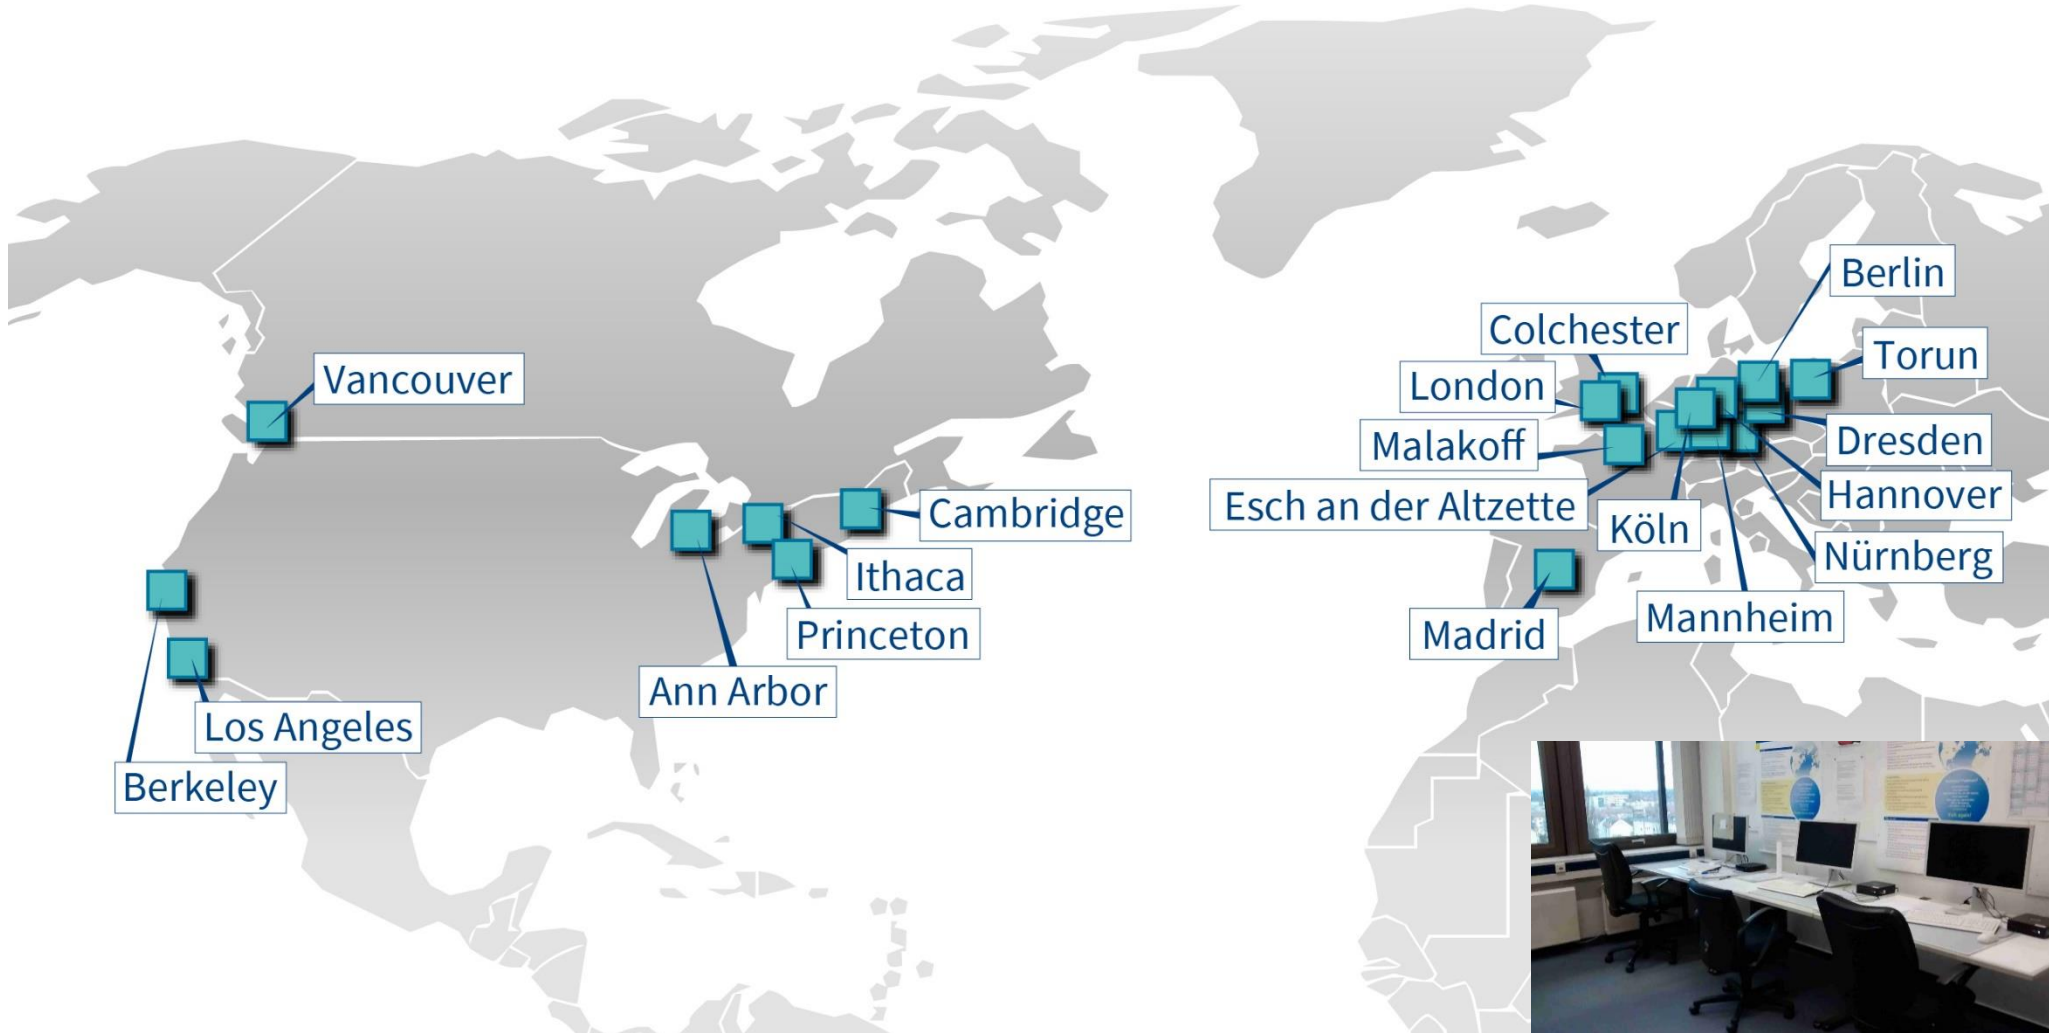 Berlin
Colchester
Torun
Vancouver
London
Malakoff
Dresden
Esch an der Altzette
Hannover
Cambridge
Köln
Nürnberg
Ithaca
Mannheim
Princeton
Madrid
Ann Arbor
Los Angeles
Berkeley